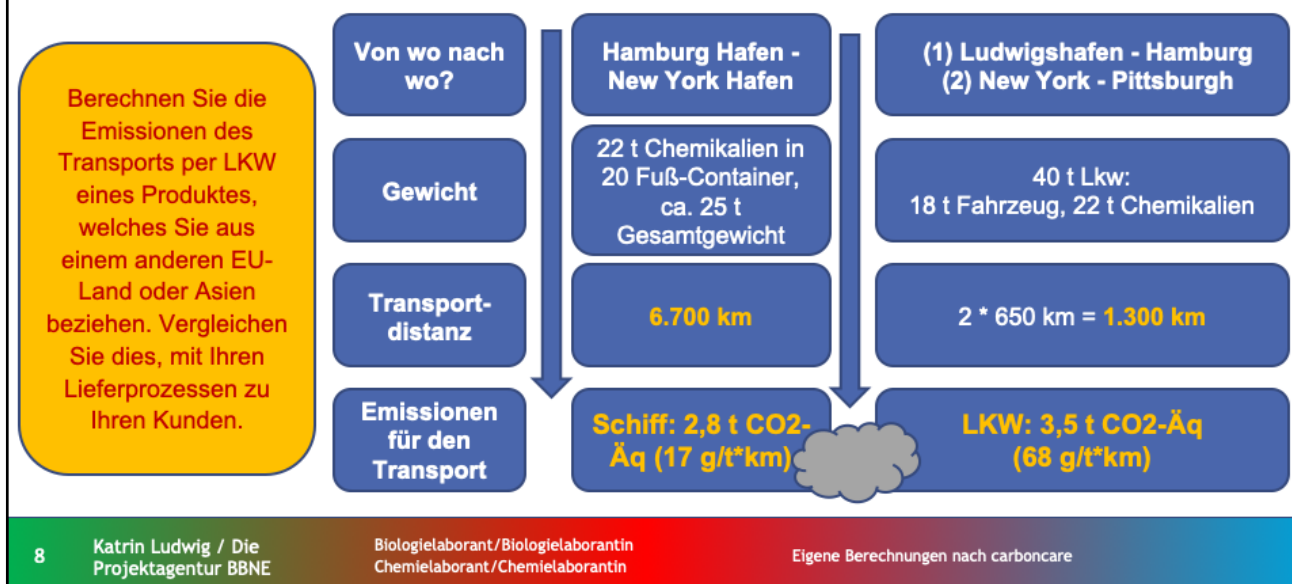 Berechnen Sie die
Emissionen des
Transports per LKW
eines Produktes,
welches Sie aus
einem anderen EU-
Land oder Asien
beziehen. Vergleichen
Sie dies, mit Ihren
Lieferprozessen zu
Ihren Kunden.
Von wo nach
wo?
Hamburg Hafen -
New York Hafen
(1) Ludwigshafen - Hamburg
(2) New York - Pittsburgh
Gewicht
22 t Chemikalien in
20 Fuß-Container,
ca. 25 t
Gesamtgewicht
40 t Lkw:
18 t Fahrzeug, 22 t Chemikalien
Transport-
distanz
6.700 km
2 * 650 km = 1.300 km
Emissionen
für den
Transport
Schiff: 2,8 t CO2-
Äq (17 g/t*km)
LKW: 3,5 t CO2-Äq
(68 g/t*km)
8
Katrin Ludwig / Die
Projektagentur BBNE
Biologielaborant/Biologielaborantin
Chemielaborant/Chemielaborantin
Eigene Berechnungen nach carboncare